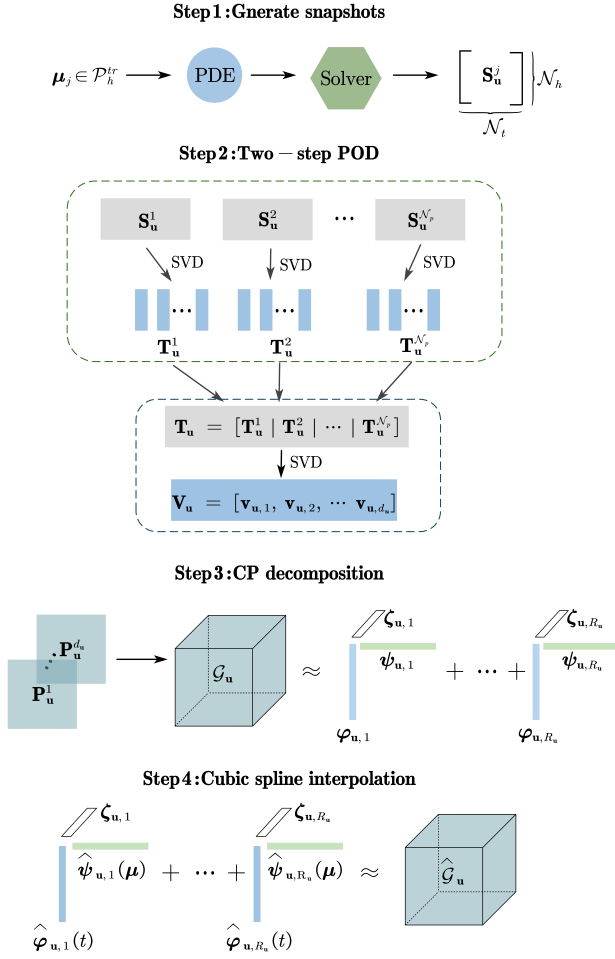 Step1:Gnerate snapshots
μ_j ∈ 𝒫_h^{tr} PDE Solver [ S_u^j ] 𝒩_h
𝒩_t
Step2:Two − step POD
S_u^1 S_u^2 ··· S_u^{𝒩_p}
SVD SVD SVD
··· ··· ···
T_u^1 T_u^2 T_u^{𝒩_p}
T_u = [T_u^1 | T_u^2 | ··· | T_u^{𝒩_p}]
SVD
V_u = [v_{u,1}, v_{u,2}, ··· v_{u,d_u}]
Step3:CP decomposition
ζ_{u,1} ζ_{u,R_u}
P_u^{d_u} ψ_{u,1} + ··· + ψ_{u,R_u}
P_u^1 𝒢_u ≈
φ_{u,1} φ_{u,R_u}
Step4:Cubic spline interpolation
ζ_{u,1} ζ_{u,R_u}
ψ̂_{u,1}(μ) + ··· + ψ̂_{u,R_u}(μ) ≈ 𝒢̂_u
φ̂_{u,1}(t) φ̂_{u,R_u}(t)